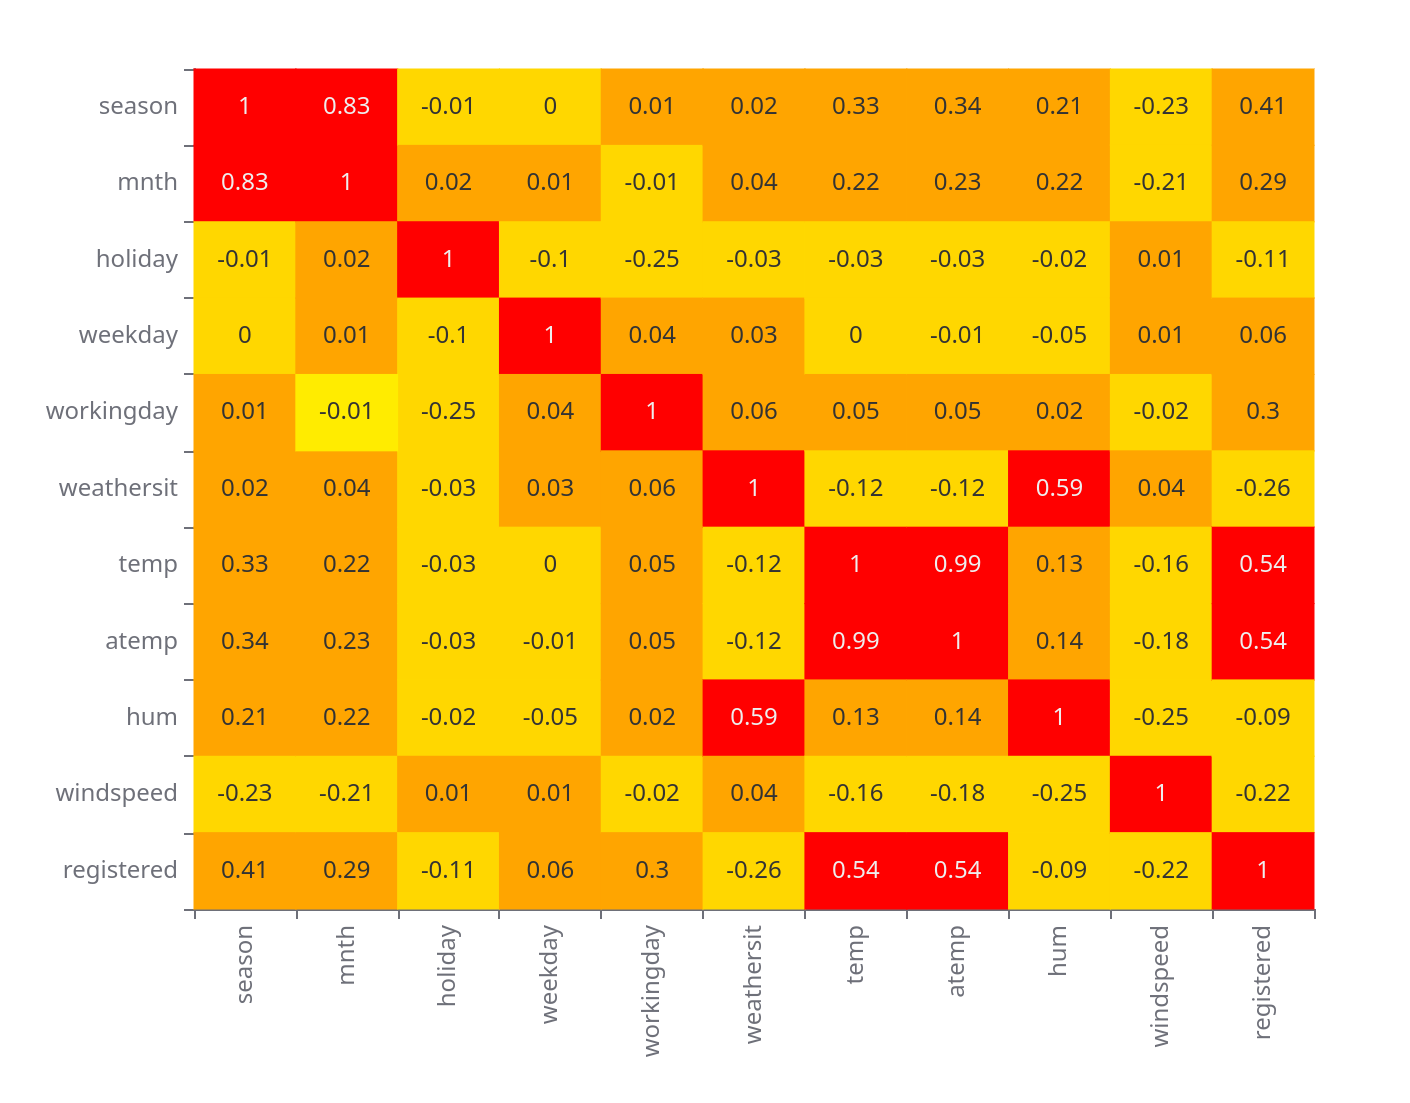 season 1 0.83 -0.01 0 0.01 0.02 0.33 0.34 0.21 -0.23 0.41
mnth 0.83 1 0.02 0.01 -0.01 0.04 0.22 0.23 0.22 -0.21 0.29
holiday -0.01 0.02 1 -0.1 -0.25 -0.03 -0.03 -0.03 -0.02 0.01 -0.11
weekday 0 0.01 -0.1 1 0.04 0.03 0 -0.01 -0.05 0.01 0.06
workingday 0.01 -0.01 -0.25 0.04 1 0.06 0.05 0.05 0.02 -0.02 0.3
weathersit 0.02 0.04 -0.03 0.03 0.06 1 -0.12 -0.12 0.59 0.04 -0.26
temp 0.33 0.22 -0.03 0 0.05 -0.12 1 0.99 0.13 -0.16 0.54
atemp 0.34 0.23 -0.03 -0.01 0.05 -0.12 0.99 1 0.14 -0.18 0.54
hum 0.21 0.22 -0.02 -0.05 0.02 0.59 0.13 0.14 1 -0.25 -0.09
windspeed -0.23 -0.21 0.01 0.01 -0.02 0.04 -0.16 -0.18 -0.25 1 -0.22
registered 0.41 0.29 -0.11 0.06 0.3 -0.26 0.54 0.54 -0.09 -0.22 1
season mnth holiday weekday workingday weathersit temp atemp hum windspeed registered